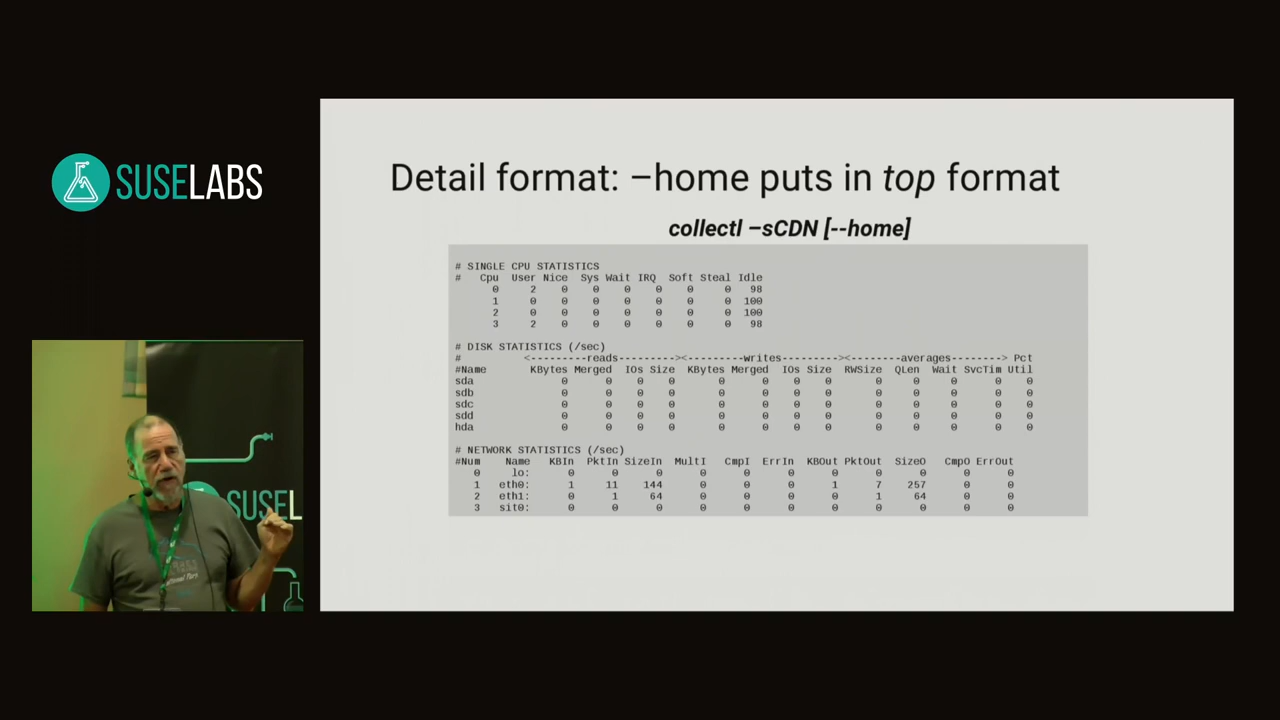 SUSELABS
Detail format: –home puts in top format
collectl –sCDN [--home]
# SINGLE CPU STATISTICS
#   Cpu  User Nice  Sys Wait IRQ  Soft Steal Idle
0 2 0 0 0 0 0 0 98
1 0 0 0 0 0 0 0 100
2 0 0 0 0 0 0 0 100
3 2 0 0 0 0 0 0 98
# DISK STATISTICS (/sec)
# <--------reads--------><--------writes---------><-------averages-------> Pct
#Name KBytes Merged IOs Size KBytes Merged IOs Size RWSize QLen Wait SvcTim Util
sda 0 0 0 0 0 0 0 0 0 0 0 0 0
sdb 0 0 0 0 0 0 0 0 0 0 0 0 0
sdc 0 0 0 0 0 0 0 0 0 0 0 0 0
sdd 0 0 0 0 0 0 0 0 0 0 0 0 0
hda 0 0 0 0 0 0 0 0 0 0 0 0 0
# NETWORK STATISTICS (/sec)
#Num Name KBIn PktIn SizeIn MultI CmpI ErrIn KBOut PktOut SizeO CmpO ErrOut
0 lo: 0 0 0 0 0 0 0 0 0 0 0
1 eth0: 1 11 144 0 0 0 1 7 257 0 0
2 eth1: 0 1 64 0 0 0 0 1 64 0 0
3 sit0: 0 0 0 0 0 0 0 0 0 0 0
SUSEL